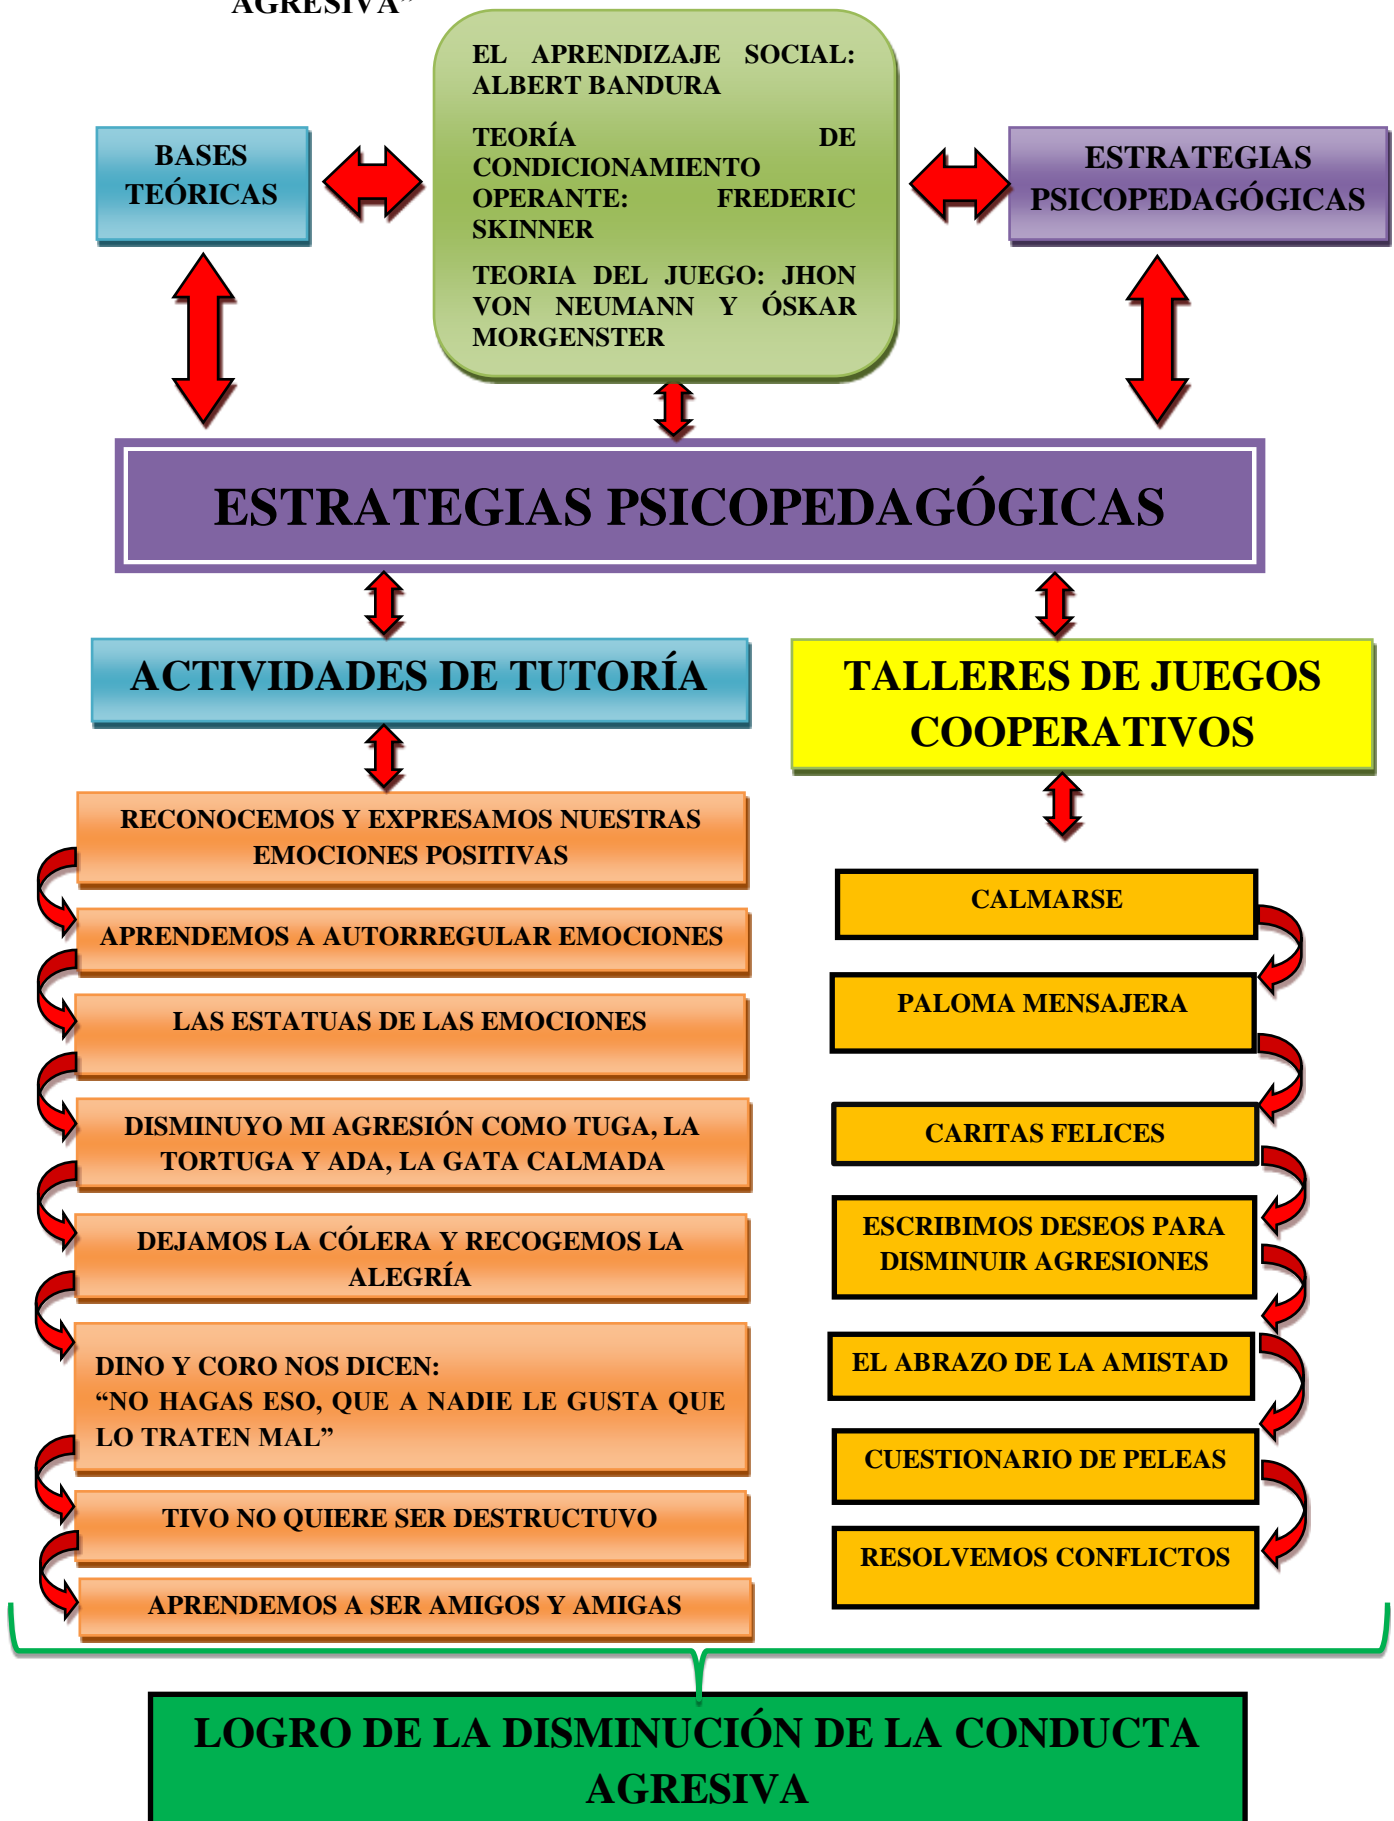 AGRESIVA”
EL APRENDIZAJE SOCIAL:
ALBERT BANDURA
TEORÍA DE
CONDICIONAMIENTO
OPERANTE: FREDERIC
SKINNER
TEORIA DEL JUEGO: JHON
VON NEUMANN Y ÓSKAR
MORGENSTER
BASES
TEÓRICAS
ESTRATEGIAS
PSICOPEDAGÓGICAS
ESTRATEGIAS PSICOPEDAGÓGICAS
ACTIVIDADES DE TUTORÍA
RECONOCEMOS Y EXPRESAMOS NUESTRAS
EMOCIONES POSITIVAS
APRENDEMOS A AUTORREGULAR EMOCIONES
LAS ESTATUAS DE LAS EMOCIONES
DISMINUYO MI AGRESIÓN COMO TUGA, LA
TORTUGA Y ADA, LA GATA CALMADA
DEJAMOS LA CÓLERA Y RECOGEMOS LA
ALEGRÍA
DINO Y CORO NOS DICEN:
“NO HAGAS ESO, QUE A NADIE LE GUSTA QUE
LO TRATEN MAL”
TIVO NO QUIERE SER DESTRUCTUVO
APRENDEMOS A SER AMIGOS Y AMIGAS
TALLERES DE JUEGOS
COOPERATIVOS
CALMARSE
PALOMA MENSAJERA
CARITAS FELICES
ESCRIBIMOS DESEOS PARA
DISMINUIR AGRESIONES
EL ABRAZO DE LA AMISTAD
CUESTIONARIO DE PELEAS
RESOLVEMOS CONFLICTOS
LOGRO DE LA DISMINUCIÓN DE LA CONDUCTA
AGRESIVA